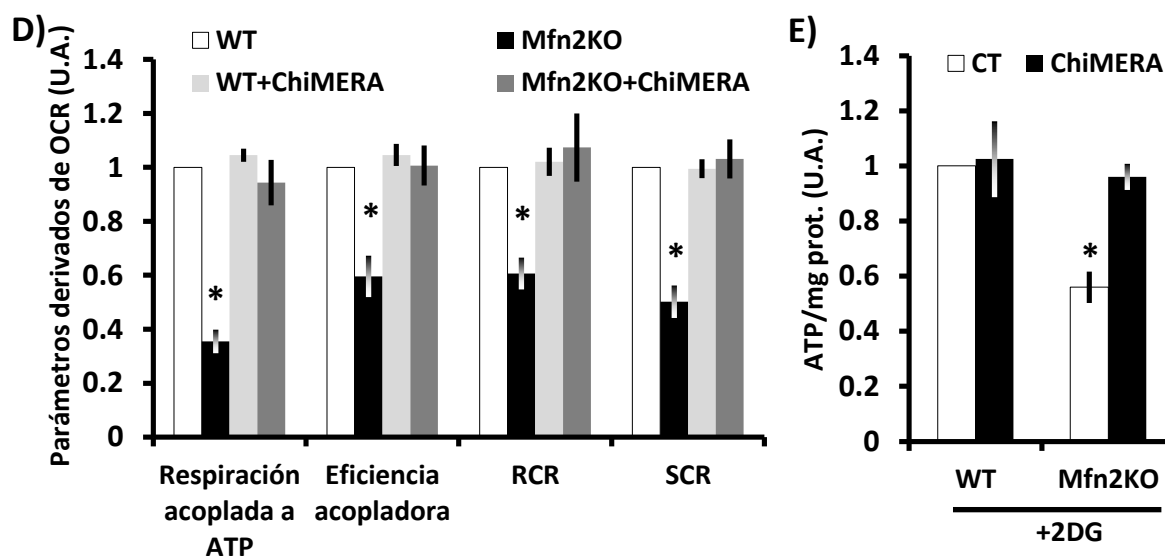 D)
WT
Mfn2KO
WT+ChiMERA
Mfn2KO+ChiMERA
Parámetros derivados de OCR (U.A.)
1.4
1.2
1
0.8
0.6
0.4
0.2
0
*
*
*
*
Respiración
acoplada a
ATP
Eficiencia
acopladora
RCR
SCR
E)
CT
ChiMERA
ATP/mg prot. (U.A.)
1.4
1.2
1
0.8
0.6
0.4
0.2
0
*
WT
Mfn2KO
+2DG